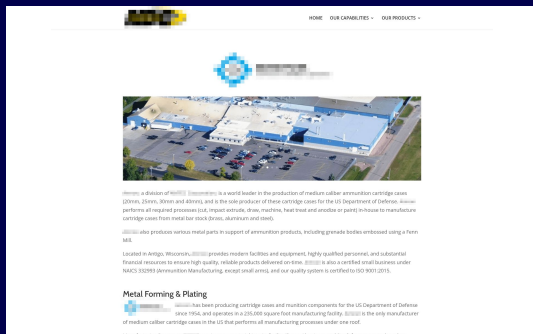 HOME OUR CAPABILITIES OUR PRODUCTS
, a division of is a world leader in the production of medium caliber ammunition cartridge cases
(20mm, 25mm, 30mm and 40mm), and is the sole producer of these cartridge cases for the US Department of Defense.
performs all required processes (cut, impact extrude, draw, machine, heat treat and anodize or paint) in-house to manufacture
cartridge cases from metal bar stock (brass, aluminum and steel).
also produces various metal parts in support of ammunition products, including grenade bodies embossed using a Fenn
Mill.
Located in Antigo, Wisconsin, provides modern facilities and equipment, highly qualified personnel, and substantial
financial resources to ensure high quality, reliable products delivered on-time. is also a certified small business under
NAICS 332993 (Ammunition Manufacturing, except small arms), and our quality system is certified to ISO 9001:2015.
Metal Forming & Plating
has been producing cartridge cases and munition components for the US Department of Defense
since 1954, and operates in a 235,000 square foot manufacturing facility. is the only manufacturer
of medium caliber cartridge cases in the US that performs all manufacturing processes under one roof.